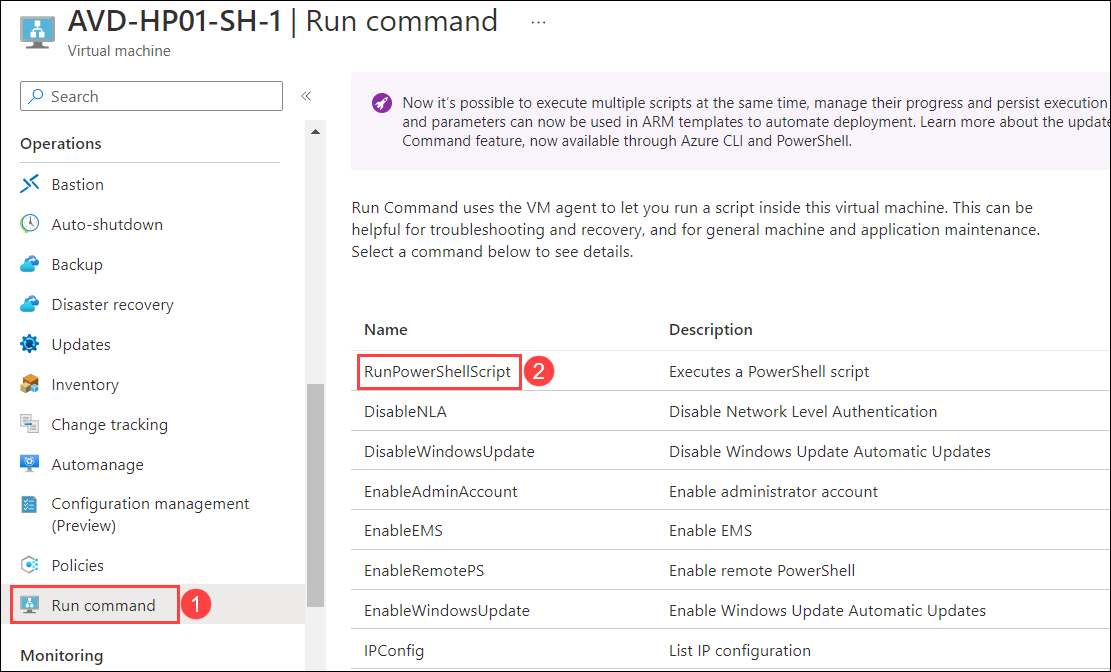 AVD-HP01-SH-1 | Run command ...
Virtual machine
Search
«
Operations
Bastion
Auto-shutdown
Backup
Disaster recovery
Updates
Inventory
Change tracking
Automanage
Configuration management
(Preview)
Policies
Run command 1
Monitoring
Now it's possible to execute multiple scripts at the same time, manage their progress and persist execution
and parameters can now be used in ARM templates to automate deployment. Learn more about the update
Command feature, now available through Azure CLI and PowerShell.
Run Command uses the VM agent to let you run a script inside this virtual machine. This can be
helpful for troubleshooting and recovery, and for general machine and application maintenance.
Select a command below to see details.
Name Description
RunPowerShellScript 2 Executes a PowerShell script
DisableNLA Disable Network Level Authentication
DisableWindowsUpdate Disable Windows Update Automatic Updates
EnableAdminAccount Enable administrator account
EnableEMS Enable EMS
EnableRemotePS Enable remote PowerShell
EnableWindowsUpdate Enable Windows Update Automatic Updates
IPConfig List IP configuration